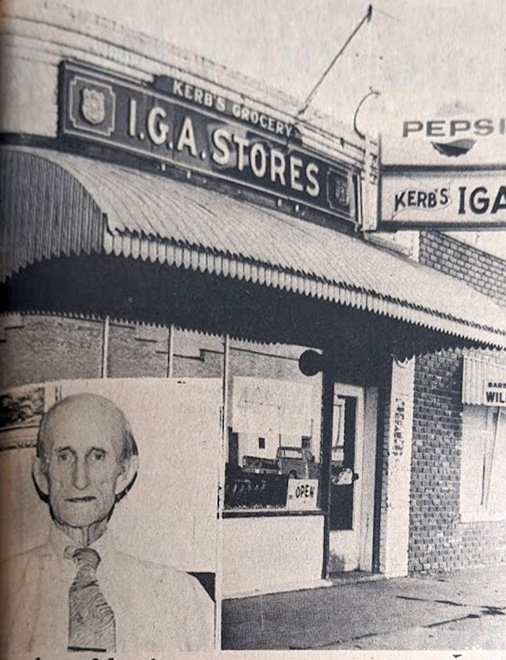 KERB'S GROCERY
I.G.A. STORES
PEPSI
KERB'S IGA
OPEN